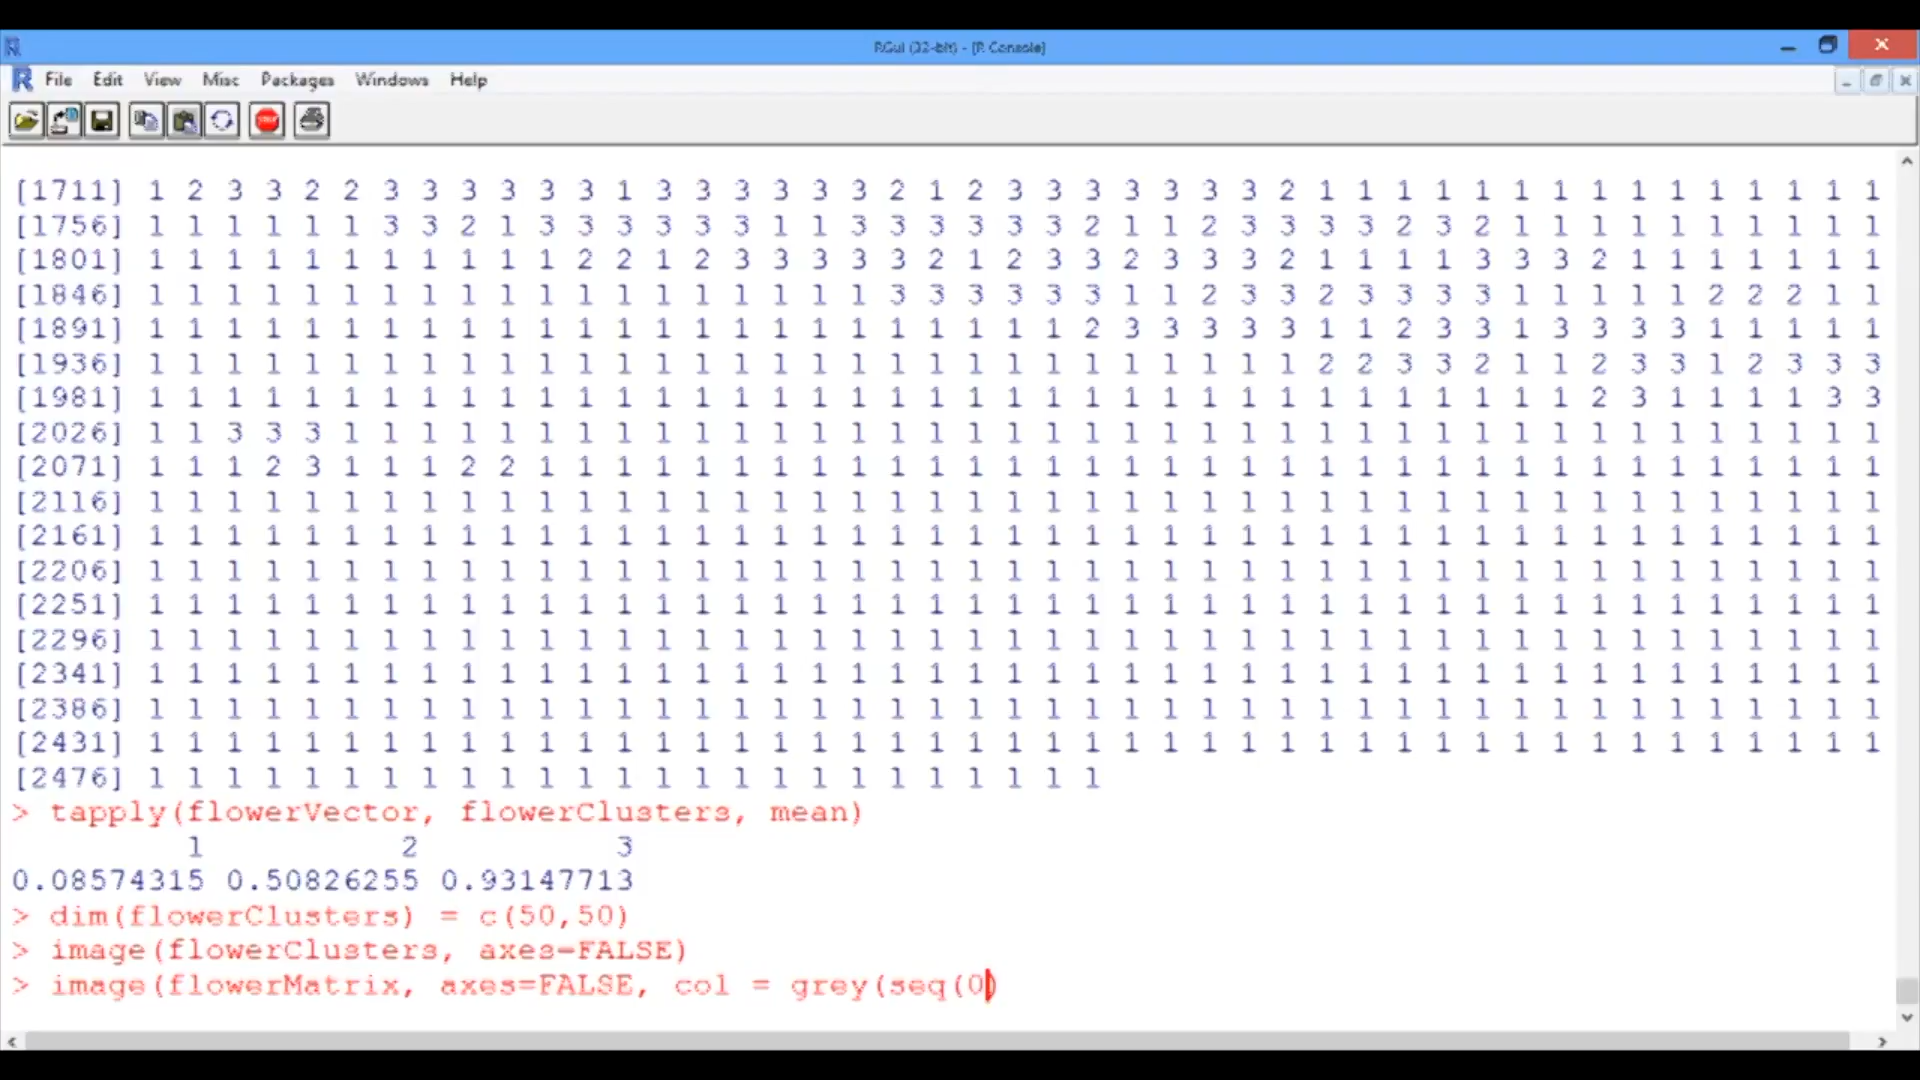 RGui (32-bit) - [R Console]
File Edit View Misc Packages Windows Help
STOP
[1711] 1 2 3 3 2 2 3 3 3 3 3 3 1 3 3 3 3 3 3 2 1 2 3 3 3 3 3 3 3 2 1 1 1 1 1 1 1 1 1 1 1 1 1 1 1
[1756] 1 1 1 1 1 1 3 3 2 1 3 3 3 3 3 3 1 1 3 3 3 3 3 3 2 1 1 2 3 3 3 3 2 3 2 1 1 1 1 1 1 1 1 1 1
[1801] 1 1 1 1 1 1 1 1 1 1 1 2 2 1 2 3 3 3 3 3 2 1 2 3 3 2 3 3 3 2 1 1 1 1 3 3 3 2 1 1 1 1 1 1 1
[1846] 1 1 1 1 1 1 1 1 1 1 1 1 1 1 1 1 1 1 1 3 3 3 3 3 3 1 1 2 3 3 2 3 3 3 3 1 1 1 1 1 2 2 2 1 1
[1891] 1 1 1 1 1 1 1 1 1 1 1 1 1 1 1 1 1 1 1 1 1 1 1 1 2 3 3 3 3 3 1 1 2 3 3 1 3 3 3 3 1 1 1 1 1
[1936] 1 1 1 1 1 1 1 1 1 1 1 1 1 1 1 1 1 1 1 1 1 1 1 1 1 1 1 1 1 1 2 2 3 3 2 1 1 2 3 3 1 2 3 3 3
[1981] 1 1 1 1 1 1 1 1 1 1 1 1 1 1 1 1 1 1 1 1 1 1 1 1 1 1 1 1 1 1 1 1 1 1 1 1 1 2 3 1 1 1 1 3 3
[2026] 1 1 3 3 3 1 1 1 1 1 1 1 1 1 1 1 1 1 1 1 1 1 1 1 1 1 1 1 1 1 1 1 1 1 1 1 1 1 1 1 1 1 1 1 1
[2071] 1 1 1 2 3 1 1 1 2 2 1 1 1 1 1 1 1 1 1 1 1 1 1 1 1 1 1 1 1 1 1 1 1 1 1 1 1 1 1 1 1 1 1 1 1
[2116] 1 1 1 1 1 1 1 1 1 1 1 1 1 1 1 1 1 1 1 1 1 1 1 1 1 1 1 1 1 1 1 1 1 1 1 1 1 1 1 1 1 1 1 1 1
[2161] 1 1 1 1 1 1 1 1 1 1 1 1 1 1 1 1 1 1 1 1 1 1 1 1 1 1 1 1 1 1 1 1 1 1 1 1 1 1 1 1 1 1 1 1 1
[2206] 1 1 1 1 1 1 1 1 1 1 1 1 1 1 1 1 1 1 1 1 1 1 1 1 1 1 1 1 1 1 1 1 1 1 1 1 1 1 1 1 1 1 1 1 1
[2251] 1 1 1 1 1 1 1 1 1 1 1 1 1 1 1 1 1 1 1 1 1 1 1 1 1 1 1 1 1 1 1 1 1 1 1 1 1 1 1 1 1 1 1 1 1
[2296] 1 1 1 1 1 1 1 1 1 1 1 1 1 1 1 1 1 1 1 1 1 1 1 1 1 1 1 1 1 1 1 1 1 1 1 1 1 1 1 1 1 1 1 1 1
[2341] 1 1 1 1 1 1 1 1 1 1 1 1 1 1 1 1 1 1 1 1 1 1 1 1 1 1 1 1 1 1 1 1 1 1 1 1 1 1 1 1 1 1 1 1 1
[2386] 1 1 1 1 1 1 1 1 1 1 1 1 1 1 1 1 1 1 1 1 1 1 1 1 1 1 1 1 1 1 1 1 1 1 1 1 1 1 1 1 1 1 1 1 1
[2431] 1 1 1 1 1 1 1 1 1 1 1 1 1 1 1 1 1 1 1 1 1 1 1 1 1 1 1 1 1 1 1 1 1 1 1 1 1 1 1 1 1 1 1 1 1
[2476] 1 1 1 1 1 1 1 1 1 1 1 1 1 1 1 1 1 1 1 1 1 1 1 1 1
> tapply(flowerVector, flowerClusters, mean)
1 2 3
0.08574315 0.50826255 0.93147713
> dim(flowerClusters) = c(50,50)
> image(flowerClusters, axes=FALSE)
> image(flowerMatrix, axes=FALSE, col = grey(seq(0)